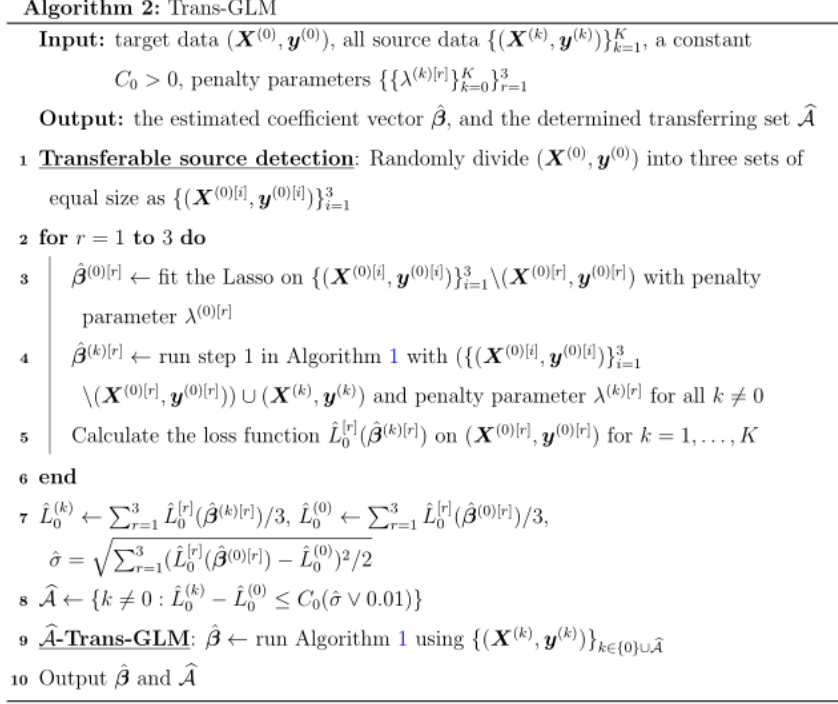 Algorithm 2: Trans-GLM
Input: target data (X^{(0)}, y^{(0)}), all source data {(X^{(k)}, y^{(k)})}_{k=1}^{K}, a constant
C_0 > 0, penalty parameters {{λ^{(k)[r]}}_{k=0}^{K}}_{r=1}^{3}
Output: the estimated coefficient vector β̂, and the determined transferring set Â
1 Transferable source detection: Randomly divide (X^{(0)}, y^{(0)}) into three sets of
equal size as {(X^{(0)[i]}, y^{(0)[i]})}_{i=1}^{3}
2 for r = 1 to 3 do
3 β̂^{(0)[r]} ← fit the Lasso on {(X^{(0)[i]}, y^{(0)[i]})}_{i=1}^{3}\(X^{(0)[r]}, y^{(0)[r]}) with penalty
parameter λ^{(0)[r]}
4 β̂^{(k)[r]} ← run step 1 in Algorithm 1 with ({(X^{(0)[i]}, y^{(0)[i]})}_{i=1}^{3}
\(X^{(0)[r]}, y^{(0)[r]})) ∪ (X^{(k)}, y^{(k)}) and penalty parameter λ^{(k)[r]} for all k ≠ 0
5 Calculate the loss function L̂_0^{[r]}(β̂^{(k)[r]}) on (X^{(0)[r]}, y^{(0)[r]}) for k = 1, . . . , K
6 end
7 L̂_0^{(k)} ← ∑_{r=1}^{3} L̂_0^{[r]}(β̂^{(k)[r]})/3, L̂_0^{(0)} ← ∑_{r=1}^{3} L̂_0^{[r]}(β̂^{(0)[r]})/3,
σ̂ = √(∑_{r=1}^{3}(L̂_0^{[r]}(β̂^{(0)[r]}) − L̂_0^{(0)})^2/2)
8 Â ← {k ≠ 0 : L̂_0^{(k)} − L̂_0^{(0)} ≤ C_0(σ̂ ∨ 0.01)}
9 Â-Trans-GLM: β̂ ← run Algorithm 1 using {(X^{(k)}, y^{(k)})}_{k∈{0}∪Â}
10 Output β̂ and Â